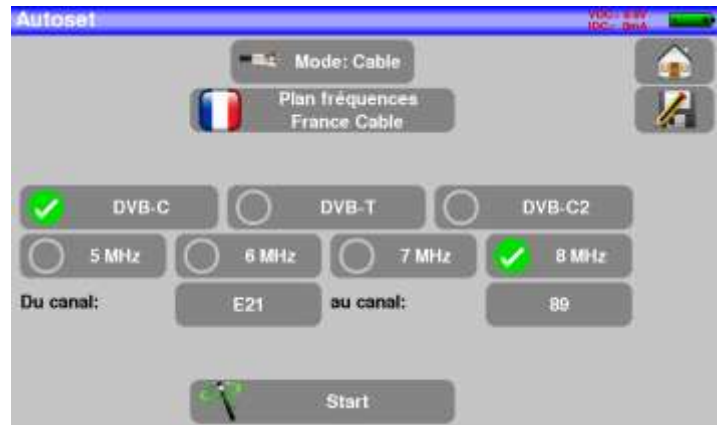 Autoset
Mode: Cable
Plan fréquences
France Cable
DVB-C DVB-T DVB-C2
5 MHz 6 MHz 7 MHz 8 MHz
Du canal: E21 au canal: 89
Start